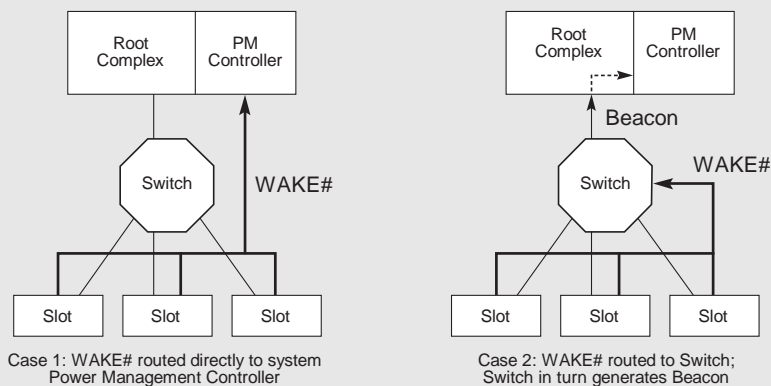 Root
Complex
PM
Controller
WAKE#
Switch
Slot
Slot
Slot
Case 1: WAKE# routed directly to system
Power Management Controller
Root
Complex
PM
Controller
Beacon
WAKE#
Switch
Slot
Slot
Slot
Case 2: WAKE# routed to Switch;
Switch in turn generates Beacon